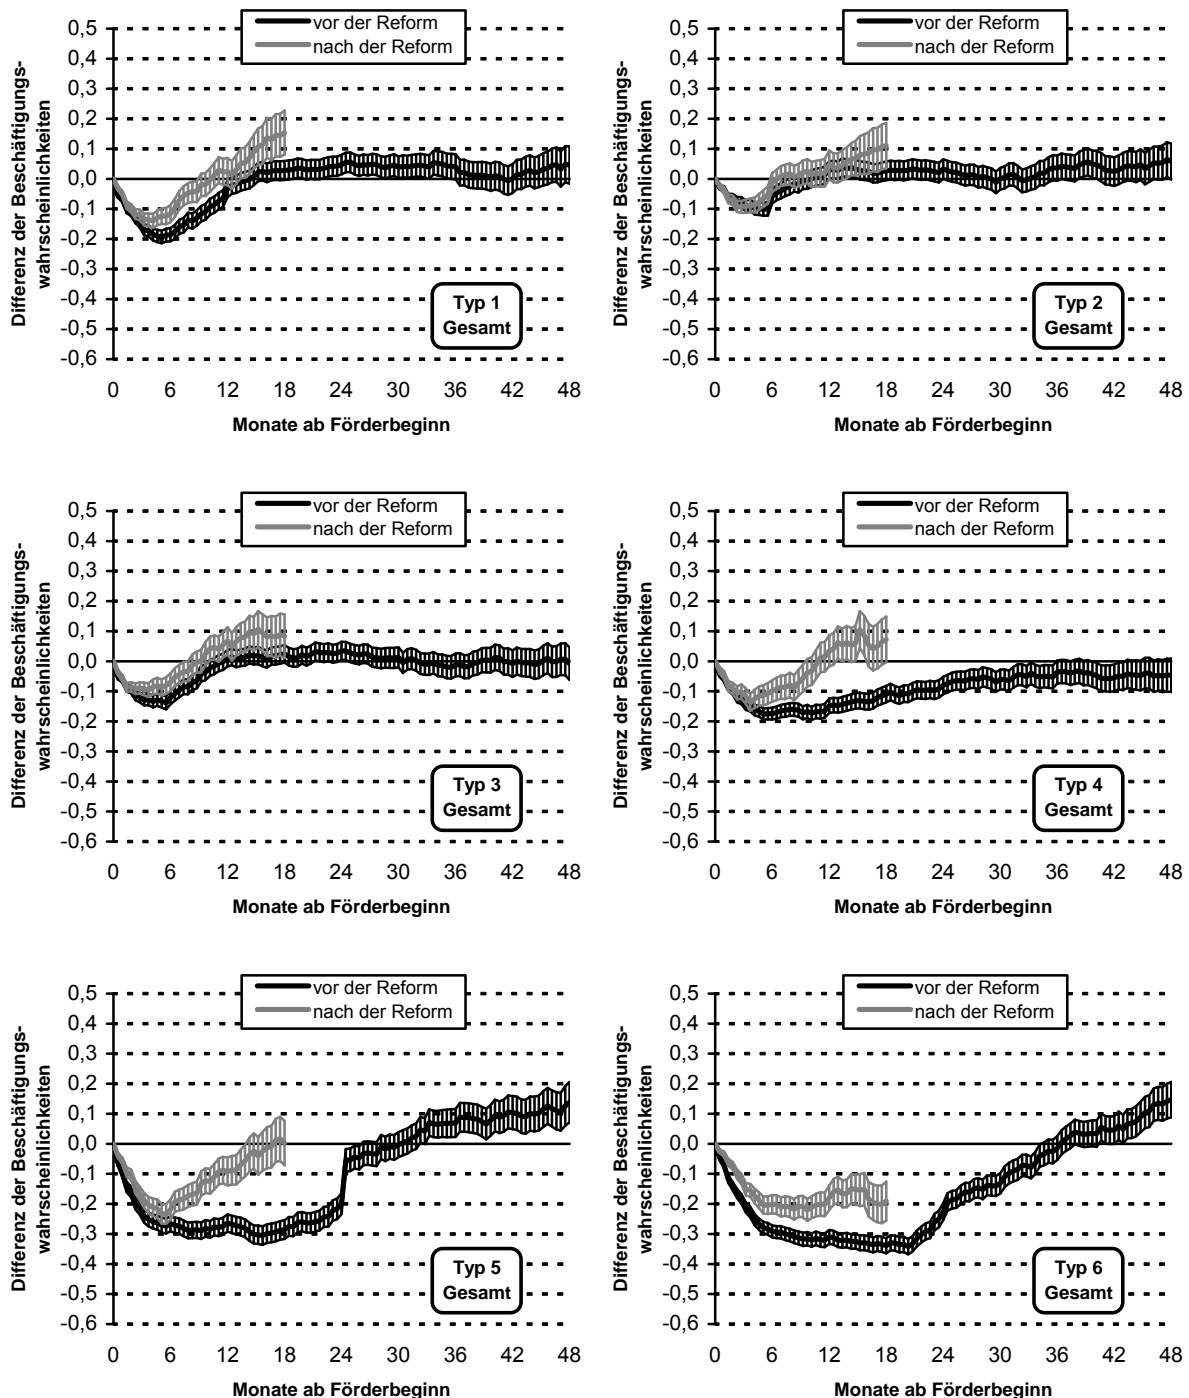 vor der Reform
nach der Reform
Differenz der Beschäftigungs-
wahrscheinlichkeiten
0,5
0,4
0,3
0,2
0,1
0,0
-0,1
-0,2
-0,3
-0,4
-0,5
-0,6
Typ 1
Gesamt
0 6 12 18 24 30 36 42 48
Monate ab Förderbeginn
vor der Reform
nach der Reform
Differenz der Beschäftigungs-
wahrscheinlichkeiten
0,5
0,4
0,3
0,2
0,1
0,0
-0,1
-0,2
-0,3
-0,4
-0,5
-0,6
Typ 2
Gesamt
0 6 12 18 24 30 36 42 48
Monate ab Förderbeginn
vor der Reform
nach der Reform
Differenz der Beschäftigungs-
wahrscheinlichkeiten
0,5
0,4
0,3
0,2
0,1
0,0
-0,1
-0,2
-0,3
-0,4
-0,5
-0,6
Typ 3
Gesamt
0 6 12 18 24 30 36 42 48
Monate ab Förderbeginn
vor der Reform
nach der Reform
Differenz der Beschäftigungs-
wahrscheinlichkeiten
0,5
0,4
0,3
0,2
0,1
0,0
-0,1
-0,2
-0,3
-0,4
-0,5
-0,6
Typ 4
Gesamt
0 6 12 18 24 30 36 42 48
Monate ab Förderbeginn
vor der Reform
nach der Reform
Differenz der Beschäftigungs-
wahrscheinlichkeiten
0,5
0,4
0,3
0,2
0,1
0,0
-0,1
-0,2
-0,3
-0,4
-0,5
-0,6
Typ 5
Gesamt
0 6 12 18 24 30 36 42 48
Monate ab Förderbeginn
vor der Reform
nach der Reform
Differenz der Beschäftigungs-
wahrscheinlichkeiten
0,5
0,4
0,3
0,2
0,1
0,0
-0,1
-0,2
-0,3
-0,4
-0,5
-0,6
Typ 6
Gesamt
0 6 12 18 24 30 36 42 48
Monate ab Förderbeginn